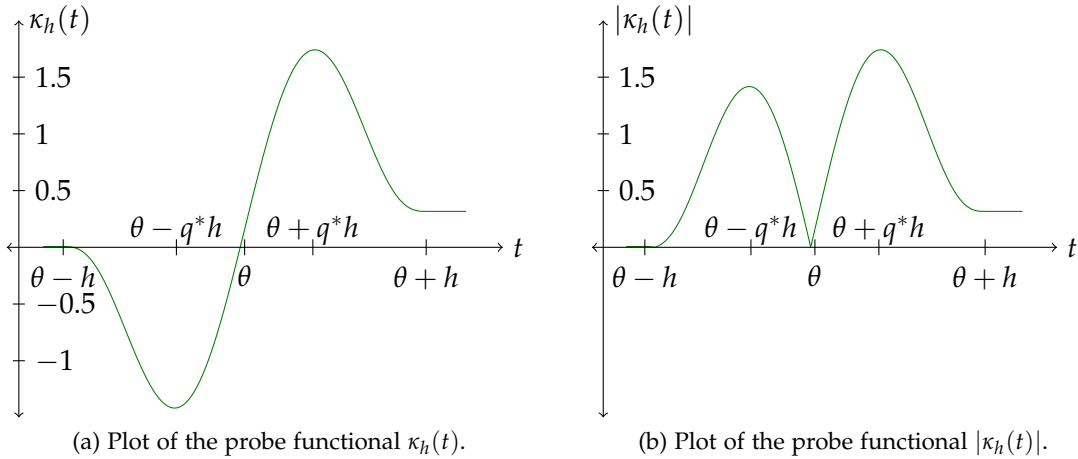 κ_h(t)
1.5
1
0.5
θ − q*h θ + q*h
t
θ − h θ θ + h
−0.5
−1
(a) Plot of the probe functional κ_h(t).
|κ_h(t)|
1.5
1
0.5
θ − q*h θ + q*h
t
θ − h θ θ + h
(b) Plot of the probe functional |κ_h(t)|.